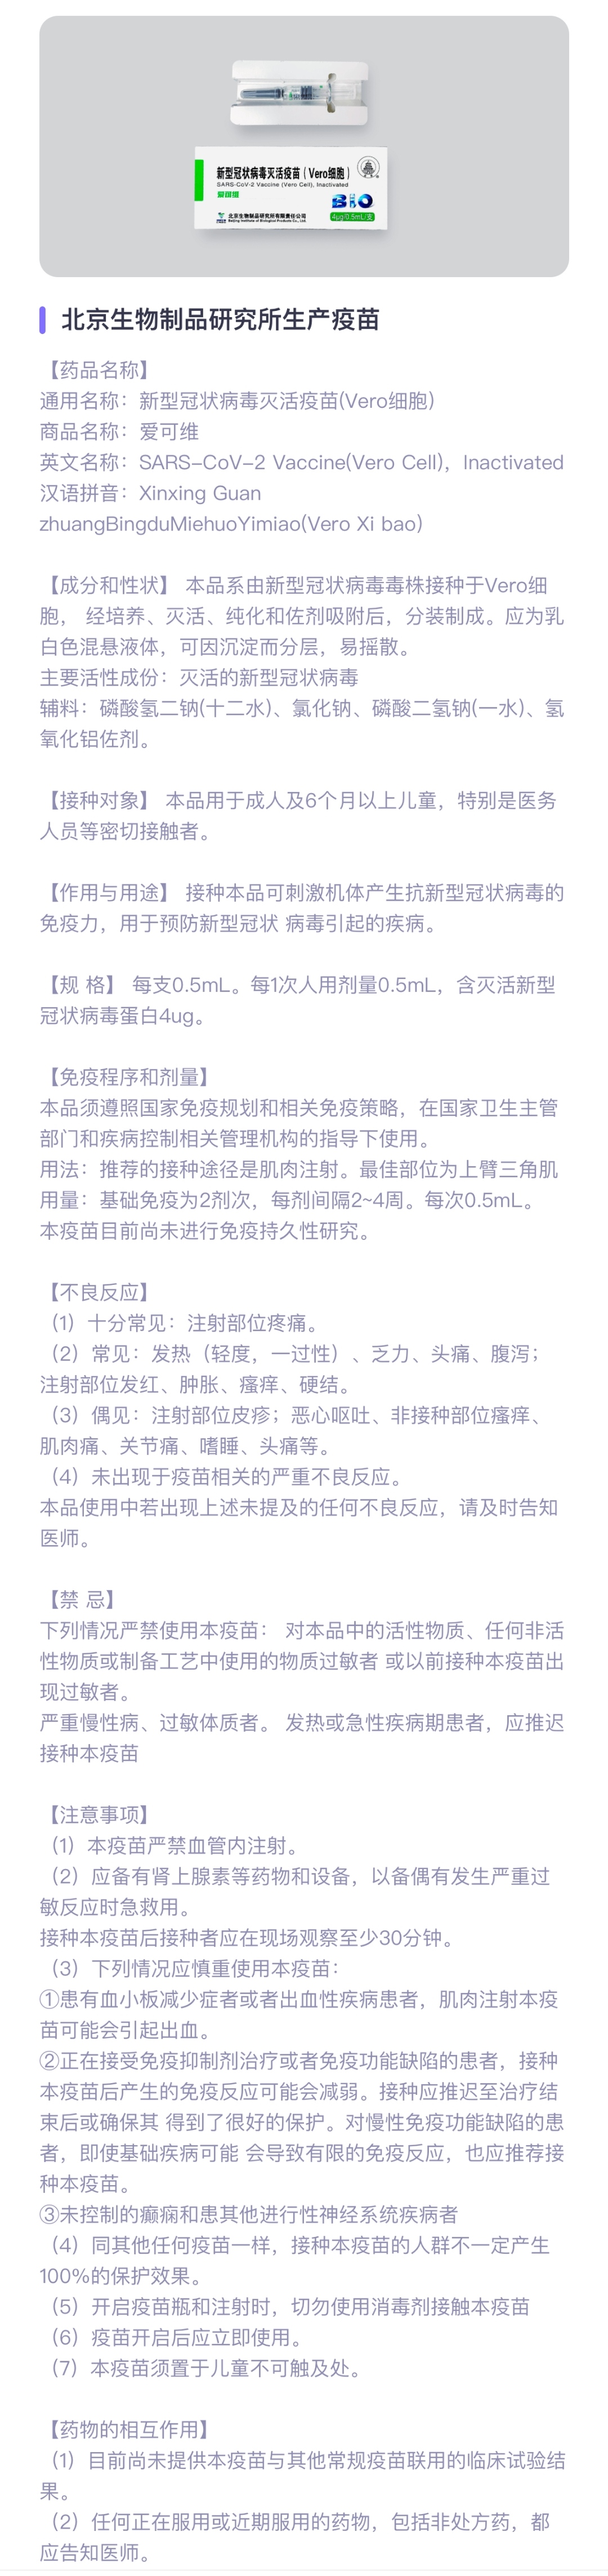 新型冠状病毒灭活疫苗（Vero细胞）
SARS-CoV-2 Vaccine (Vero Cell), Inactivated
爱可维
BIO
4μg/0.5mL/支
北京生物制品研究所有限责任公司
Beijing Institute of Biological Products Co., Ltd.
北京生物制品研究所生产疫苗
【药品名称】
通用名称：新型冠状病毒灭活疫苗(Vero细胞)
商品名称：爱可维
英文名称：SARS-CoV-2 Vaccine(Vero Cell)，Inactivated
汉语拼音：Xinxing Guan
zhuangBingduMiehuoYimiao(Vero Xi bao)
【成分和性状】 本品系由新型冠状病毒毒株接种于Vero细
胞， 经培养、灭活、纯化和佐剂吸附后，分装制成。应为乳
白色混悬液体，可因沉淀而分层，易摇散。
主要活性成份：灭活的新型冠状病毒
辅料：磷酸氢二钠(十二水)、氯化钠、磷酸二氢钠(一水)、氢
氧化铝佐剂。
【接种对象】 本品用于成人及6个月以上儿童，特别是医务
人员等密切接触者。
【作用与用途】 接种本品可刺激机体产生抗新型冠状病毒的
免疫力，用于预防新型冠状 病毒引起的疾病。
【规 格】 每支0.5mL。每1次人用剂量0.5mL，含灭活新型
冠状病毒蛋白4ug。
【免疫程序和剂量】
本品须遵照国家免疫规划和相关免疫策略，在国家卫生主管
部门和疾病控制相关管理机构的指导下使用。
用法：推荐的接种途径是肌肉注射。最佳部位为上臂三角肌
用量：基础免疫为2剂次，每剂间隔2~4周。每次0.5mL。
本疫苗目前尚未进行免疫持久性研究。
【不良反应】
（1）十分常见：注射部位疼痛。
（2）常见：发热（轻度，一过性）、乏力、头痛、腹泻；
注射部位发红、肿胀、瘙痒、硬结。
（3）偶见：注射部位皮疹；恶心呕吐、非接种部位瘙痒、
肌肉痛、关节痛、嗜睡、头痛等。
（4）未出现于疫苗相关的严重不良反应。
本品使用中若出现上述未提及的任何不良反应，请及时告知
医师。
【禁 忌】
下列情况严禁使用本疫苗： 对本品中的活性物质、任何非活
性物质或制备工艺中使用的物质过敏者 或以前接种本疫苗出
现过敏者。
严重慢性病、过敏体质者。 发热或急性疾病期患者，应推迟
接种本疫苗
【注意事项】
（1）本疫苗严禁血管内注射。
（2）应备有肾上腺素等药物和设备，以备偶有发生严重过
敏反应时急救用。
接种本疫苗后接种者应在现场观察至少30分钟。
（3）下列情况应慎重使用本疫苗：
①患有血小板减少症者或者出血性疾病患者，肌肉注射本疫
苗可能会引起出血。
②正在接受免疫抑制剂治疗或者免疫功能缺陷的患者，接种
本疫苗后产生的免疫反应可能会减弱。接种应推迟至治疗结
束后或确保其 得到了很好的保护。对慢性免疫功能缺陷的患
者，即使基础疾病可能 会导致有限的免疫反应，也应推荐接
种本疫苗。
③未控制的癫痫和患其他进行性神经系统疾病者
（4）同其他任何疫苗一样，接种本疫苗的人群不一定产生
100%的保护效果。
（5）开启疫苗瓶和注射时，切勿使用消毒剂接触本疫苗
（6）疫苗开启后应立即使用。
（7）本疫苗须置于儿童不可触及处。
【药物的相互作用】
（1）目前尚未提供本疫苗与其他常规疫苗联用的临床试验结
果。
（2）任何正在服用或近期服用的药物，包括非处方药，都
应告知医师。